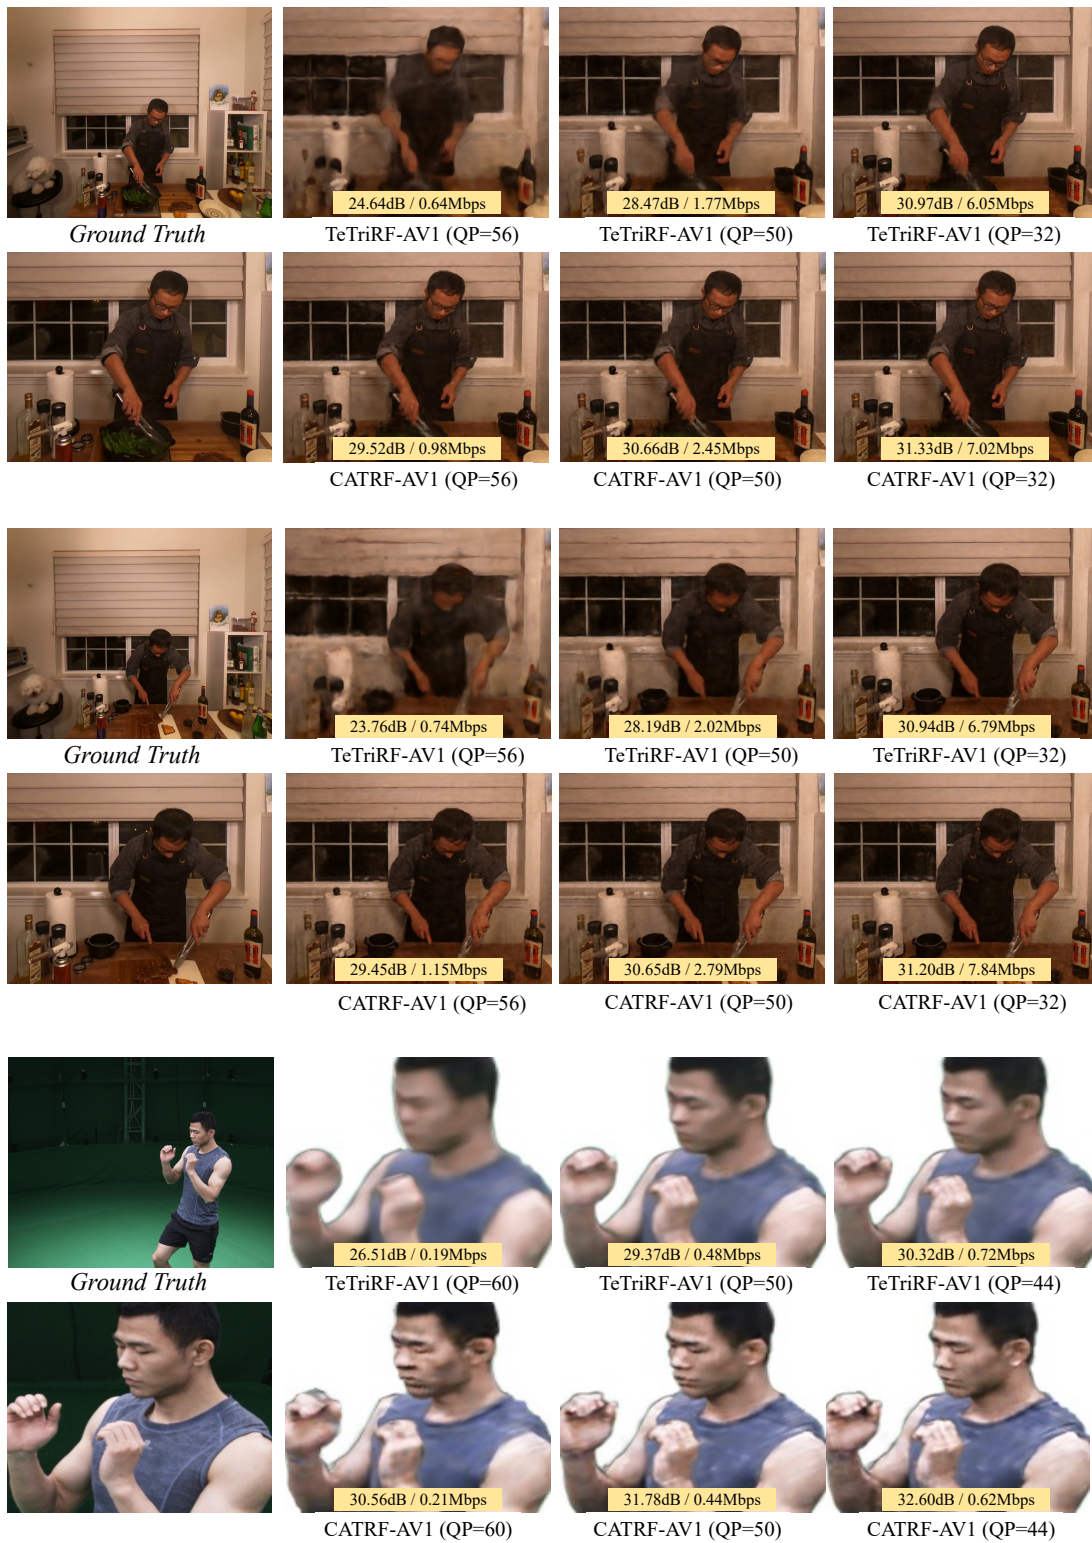 24.64dB / 0.64Mbps
28.47dB / 1.77Mbps
30.97dB / 6.05Mbps
Ground Truth
TeTriRF-AV1 (QP=56)
TeTriRF-AV1 (QP=50)
TeTriRF-AV1 (QP=32)
29.52dB / 0.98Mbps
30.66dB / 2.45Mbps
31.33dB / 7.02Mbps
CATRF-AV1 (QP=56)
CATRF-AV1 (QP=50)
CATRF-AV1 (QP=32)
23.76dB / 0.74Mbps
28.19dB / 2.02Mbps
30.94dB / 6.79Mbps
Ground Truth
TeTriRF-AV1 (QP=56)
TeTriRF-AV1 (QP=50)
TeTriRF-AV1 (QP=32)
29.45dB / 1.15Mbps
30.65dB / 2.79Mbps
31.20dB / 7.84Mbps
CATRF-AV1 (QP=56)
CATRF-AV1 (QP=50)
CATRF-AV1 (QP=32)
26.51dB / 0.19Mbps
29.37dB / 0.48Mbps
30.32dB / 0.72Mbps
Ground Truth
TeTriRF-AV1 (QP=60)
TeTriRF-AV1 (QP=50)
TeTriRF-AV1 (QP=44)
30.56dB / 0.21Mbps
31.78dB / 0.44Mbps
32.60dB / 0.62Mbps
CATRF-AV1 (QP=60)
CATRF-AV1 (QP=50)
CATRF-AV1 (QP=44)